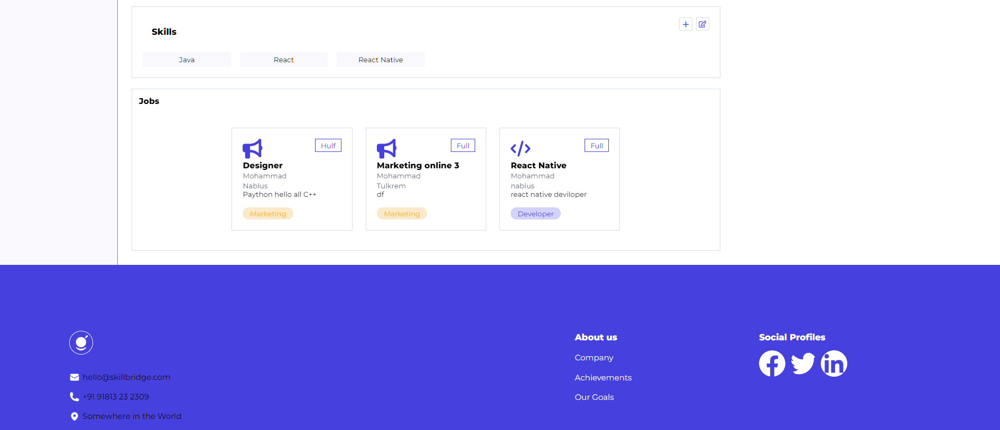 Skills
Java
React
React Native
Jobs
Hulf
Designer
Mohammad
Nablus
Paython hello all C++
Marketing
Full
Marketing online 3
Mohammad
Tulkrem
df
Marketing
Full
React Native
Mohammad
nablus
react native deviloper
Developer
hello@skillbridge.com
+91 91813 23 2309
Somewhere in the World
About us
Company
Achievements
Our Goals
Social Profiles